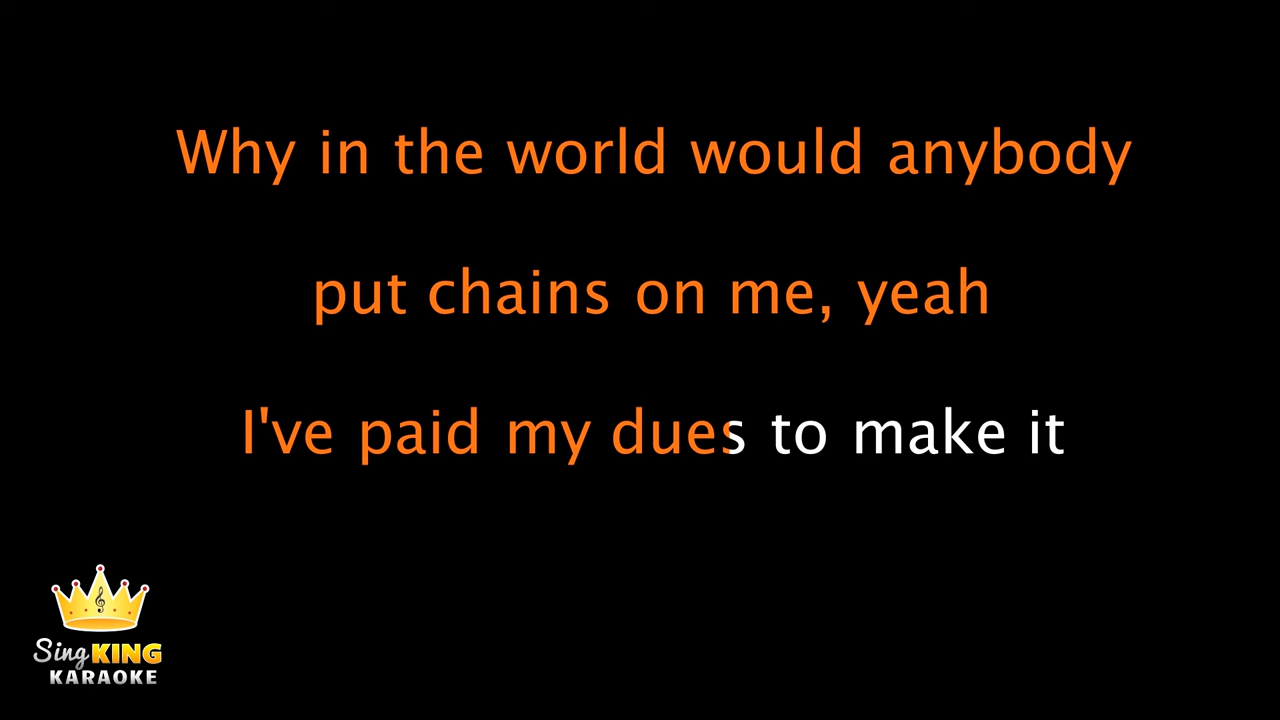 Why in the world would anybody
put chains on me, yeah
I've paid my dues to make it
Sing KING
KARAOKE